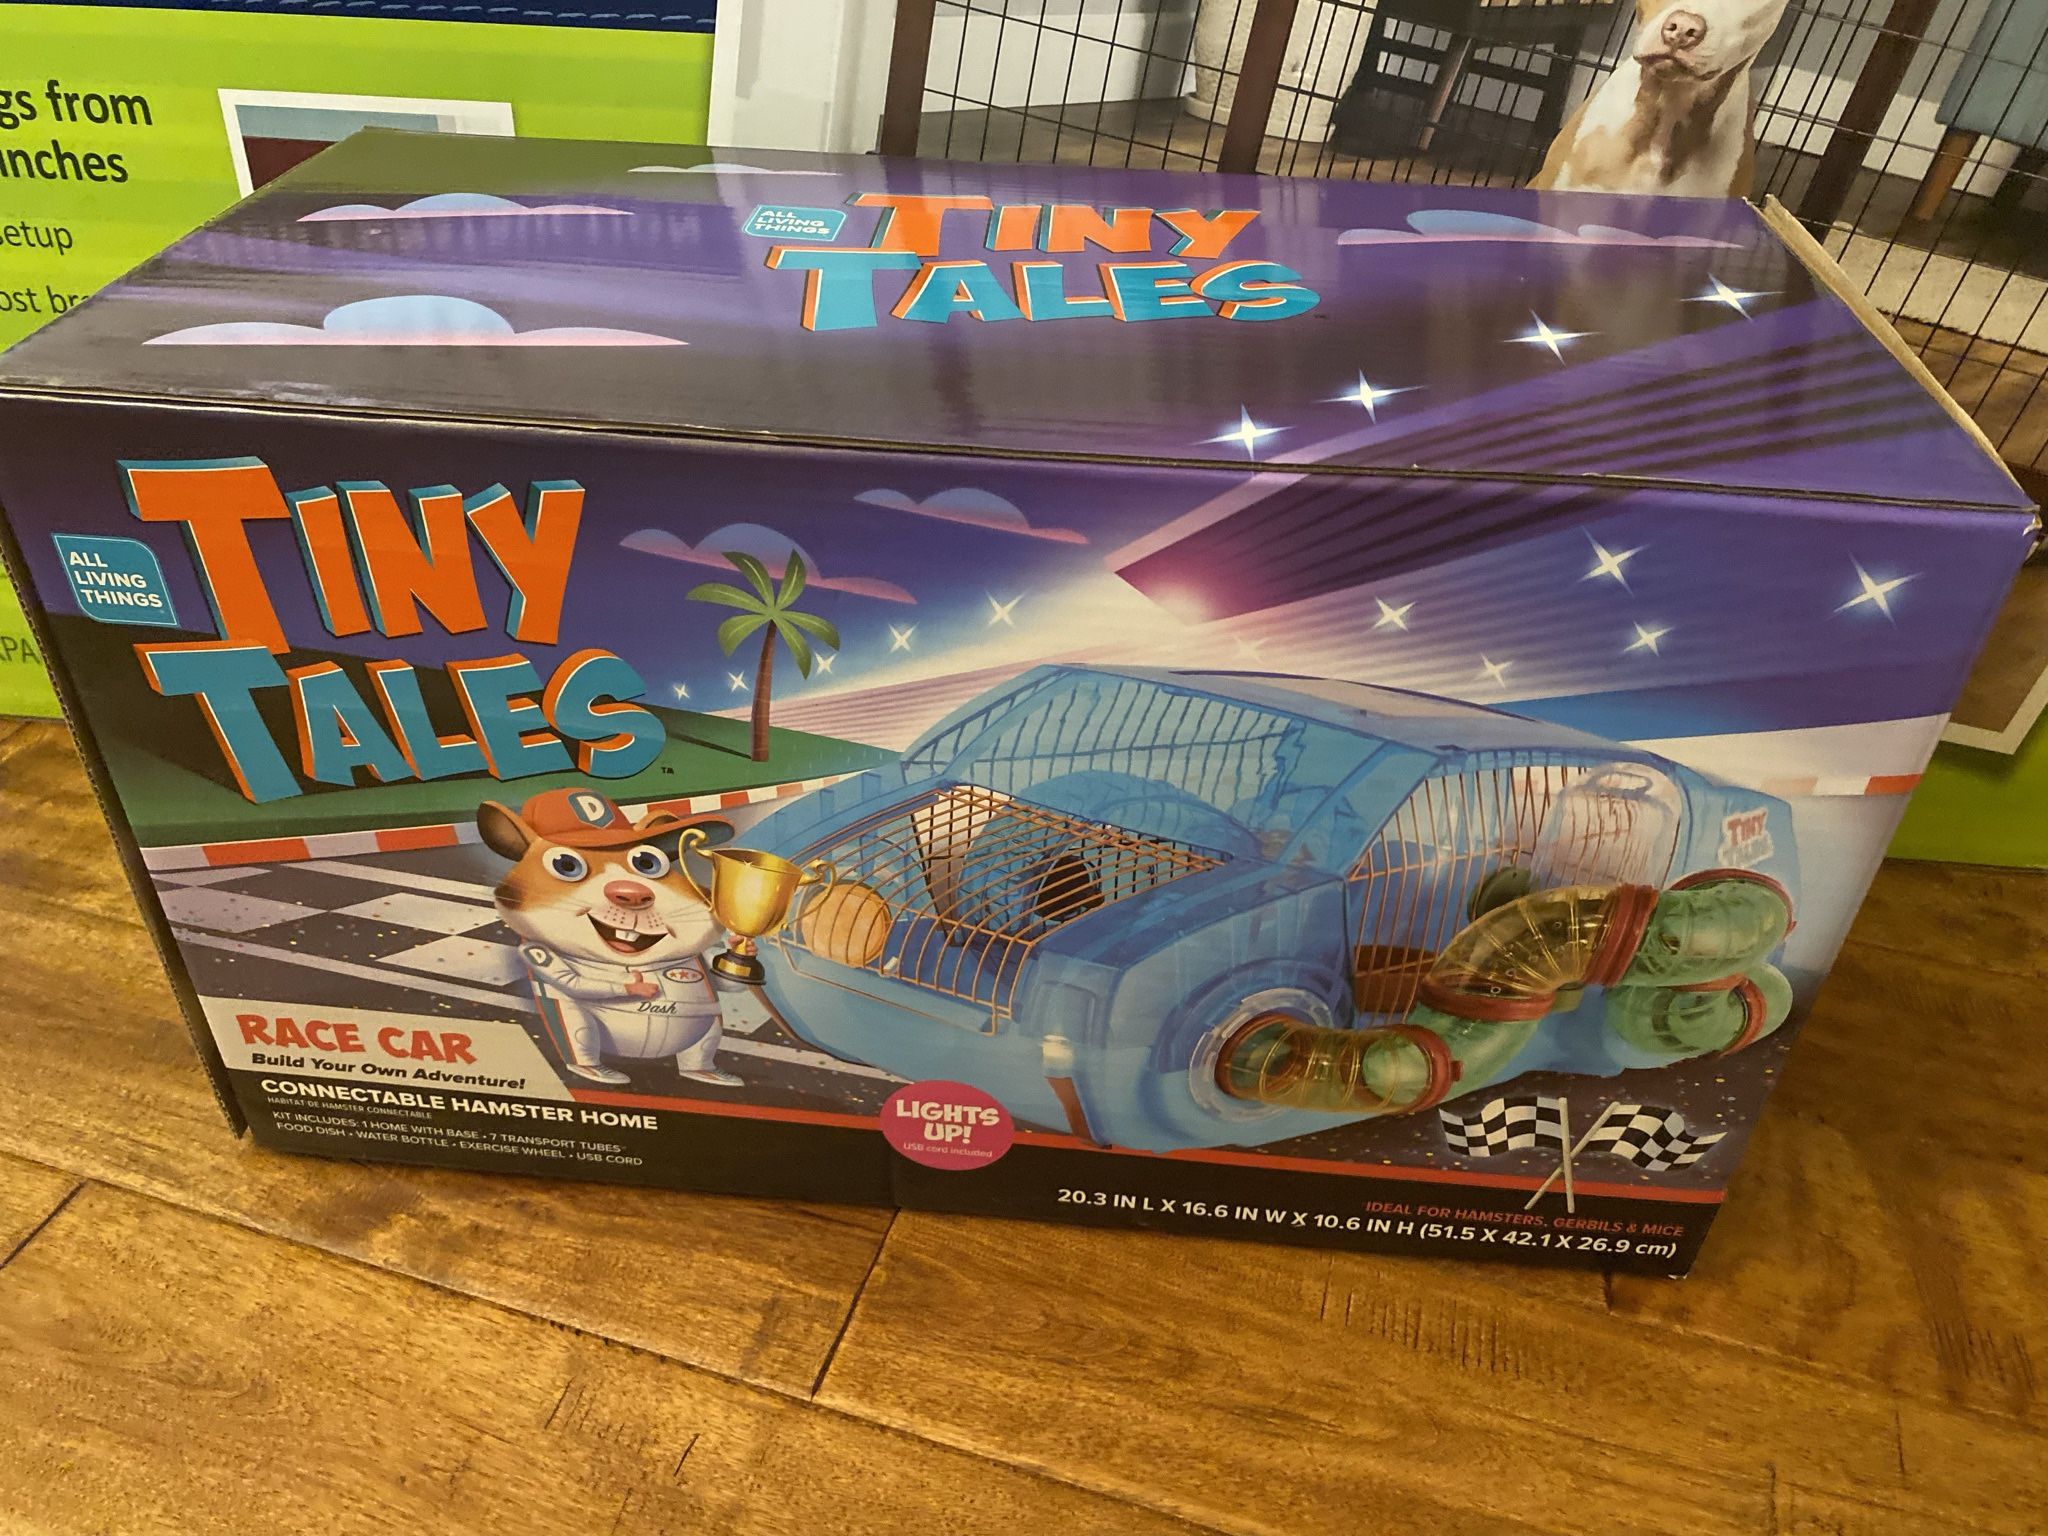 gs from
inches
setup
ost br
ALL
LIVING
THINGS
TINY
TALES
ALL
LIVING
THINGS
TINY
TALES
TM
D
D
Dash
TINY
TALES
RACE CAR
Build Your Own Adventure!
CONNECTABLE HAMSTER HOME
HABITAT DE HAMSTER CONNECTABLE
KIT INCLUDES: 1 HOME WITH BASE • 7 TRANSPORT TUBES
FOOD DISH • WATER BOTTLE • EXERCISE WHEEL • USB CORD
LIGHTS
UP!
USB cord included
IDEAL FOR HAMSTERS, GERBILS & MICE
20.3 IN L X 16.6 IN W X 10.6 IN H (51.5 X 42.1 X 26.9 cm)